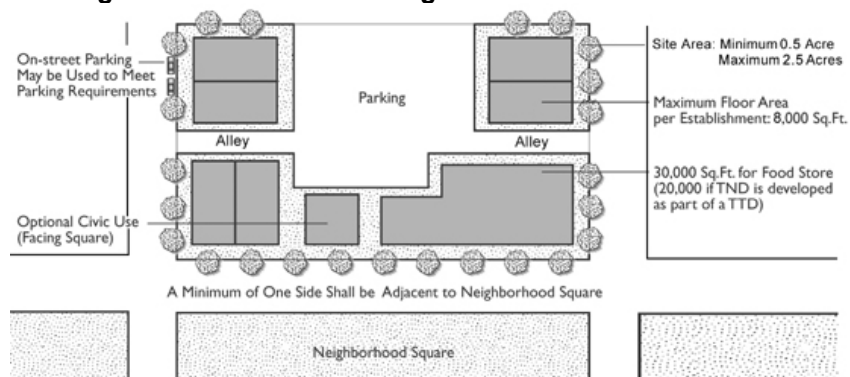 On-street Parking
May be Used to Meet
Parking Requirements
Parking
Site Area: Minimum 0.5 Acre
Maximum 2.5 Acres
Maximum Floor Area
per Establishment: 8,000 Sq.Ft.
Alley
Alley
30,000 Sq.Ft. for Food Store
(20,000 if TND is developed
as part of a TTD)
Optional Civic Use
(Facing Square)
A Minimum of One Side Shall be Adjacent to Neighborhood Square
Neighborhood Square